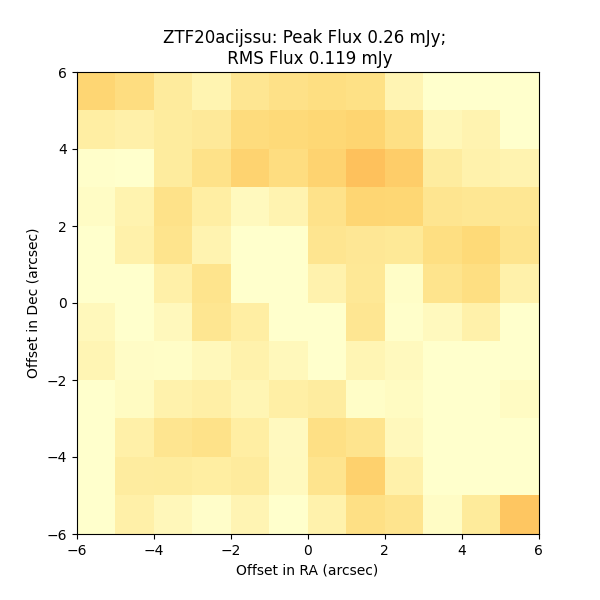 ZTF20acijssu: Peak Flux 0.26 mJy;
RMS Flux 0.119 mJy
6
4
2
0
−2
−4
−6
Offset in Dec (arcsec)
−6 −4 −2 0 2 4 6
Offset in RA (arcsec)